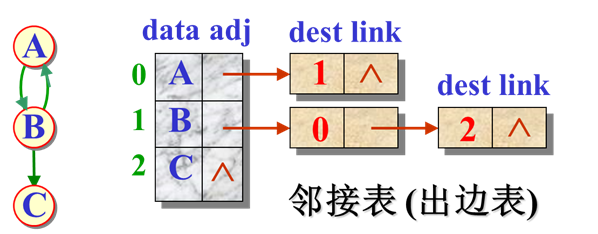 A
B
C
data adj
0 A
1 B
2 C ∧
dest link
1 ∧
0
dest link
2 ∧
邻接表 (出边表)